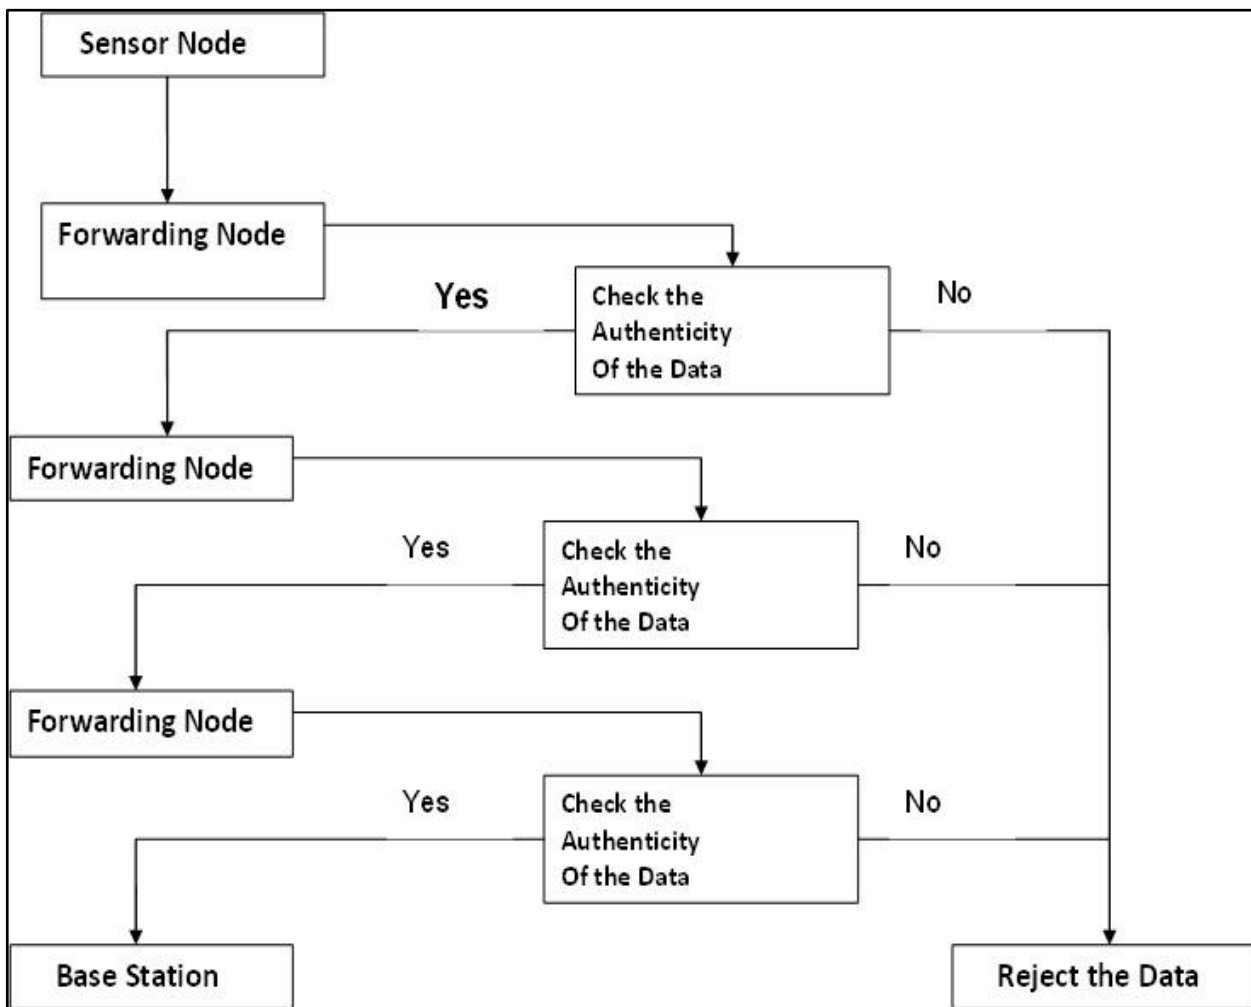 Sensor Node
Forwarding Node
Yes
Check the
Authenticity
Of the Data
No
Forwarding Node
Yes
Check the
Authenticity
Of the Data
No
Forwarding Node
Yes
Check the
Authenticity
Of the Data
No
Base Station
Reject the Data